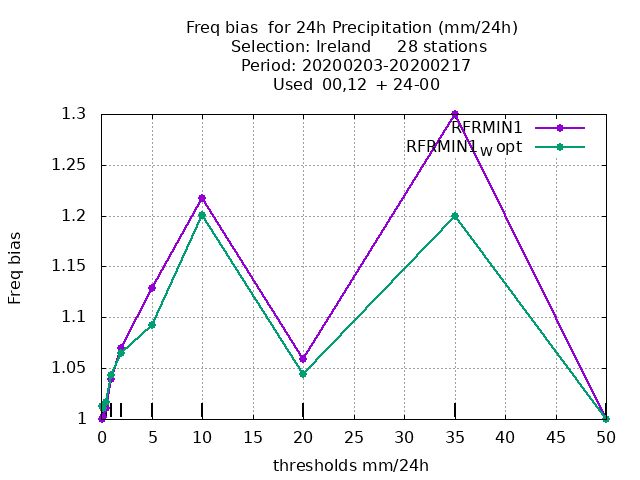 Freq bias  for 24h Precipitation (mm/24h)
Selection: Ireland     28 stations
Period: 20200203-20200217
Used  00,12  + 24-00
RFRMIN1
RFRMIN1W opt
Freq bias
1.3
1.25
1.2
1.15
1.1
1.05
1
0 5 10 15 20 25 30 35 40 45 50
thresholds mm/24h